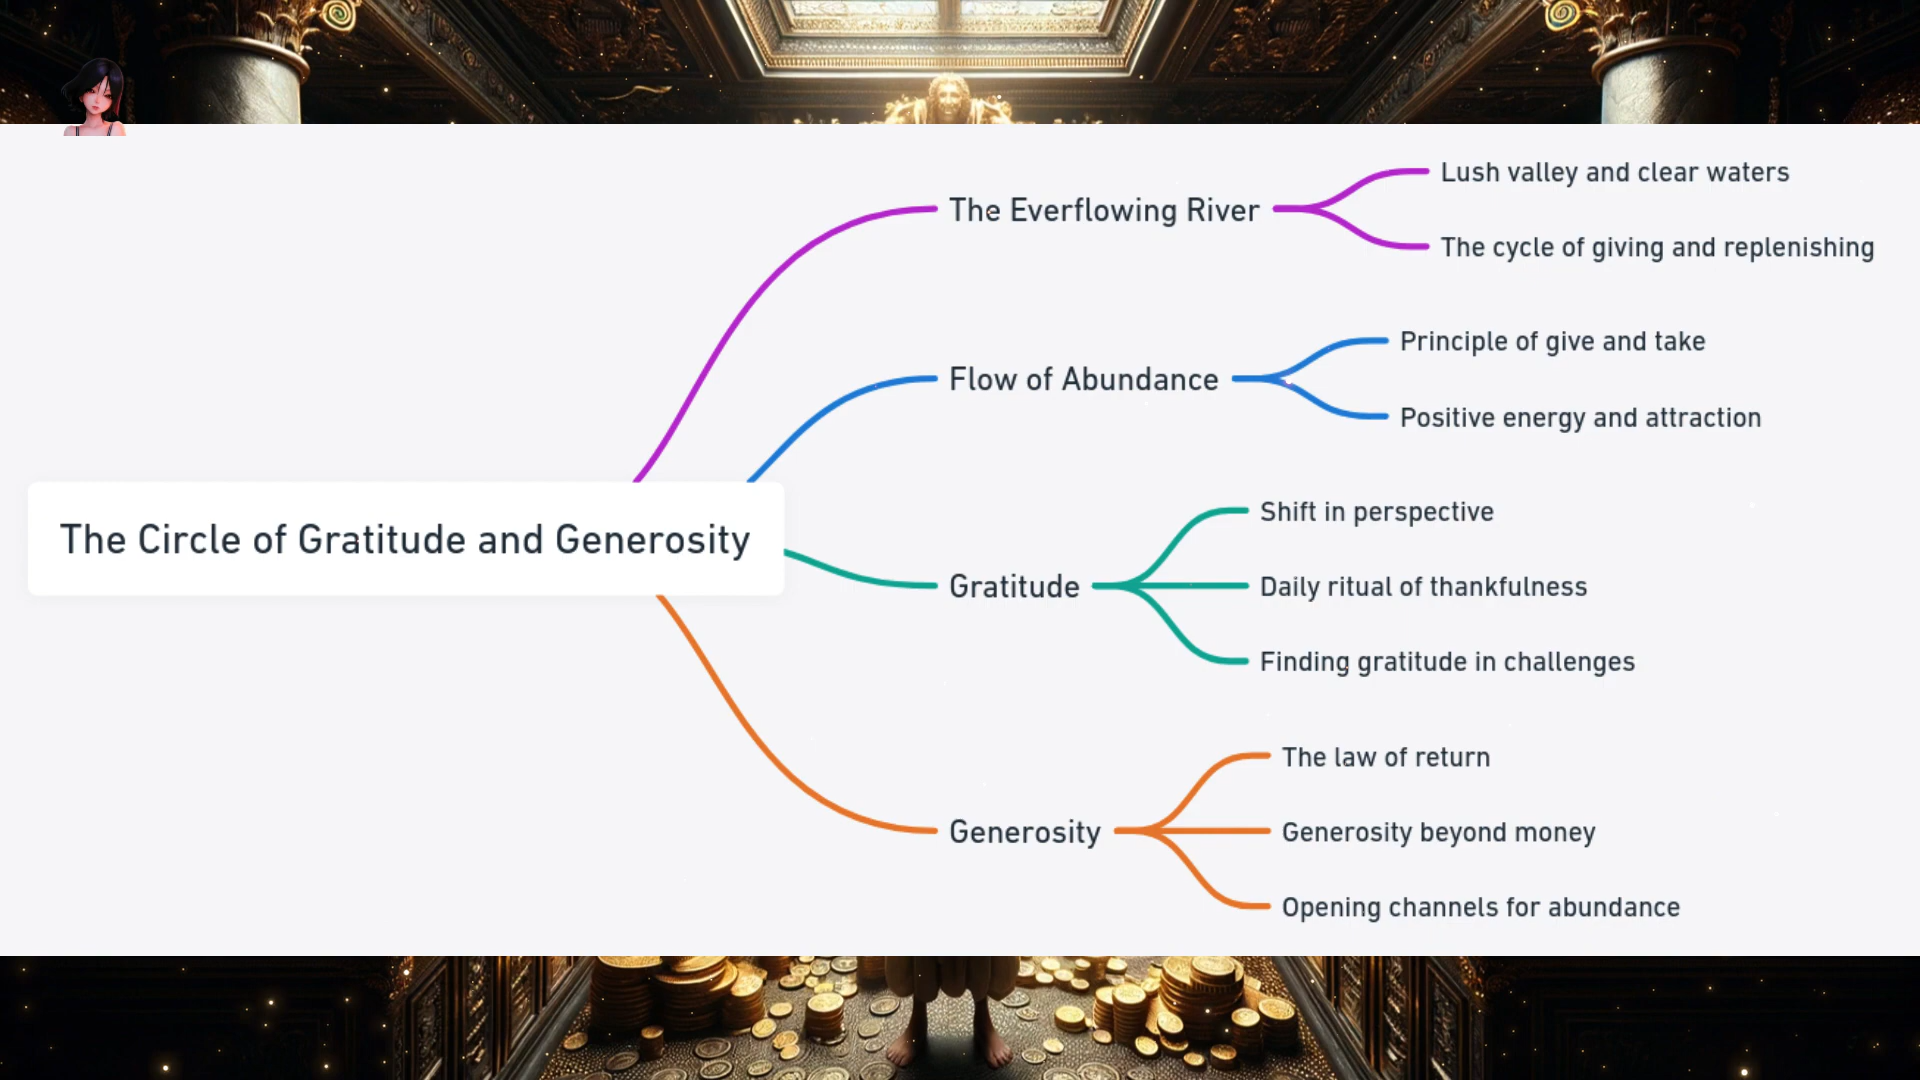 The Circle of Gratitude and Generosity
The Everflowing River
Lush valley and clear waters
The cycle of giving and replenishing
Flow of Abundance
Principle of give and take
Positive energy and attraction
Gratitude
Shift in perspective
Daily ritual of thankfulness
Finding gratitude in challenges
Generosity
The law of return
Generosity beyond money
Opening channels for abundance